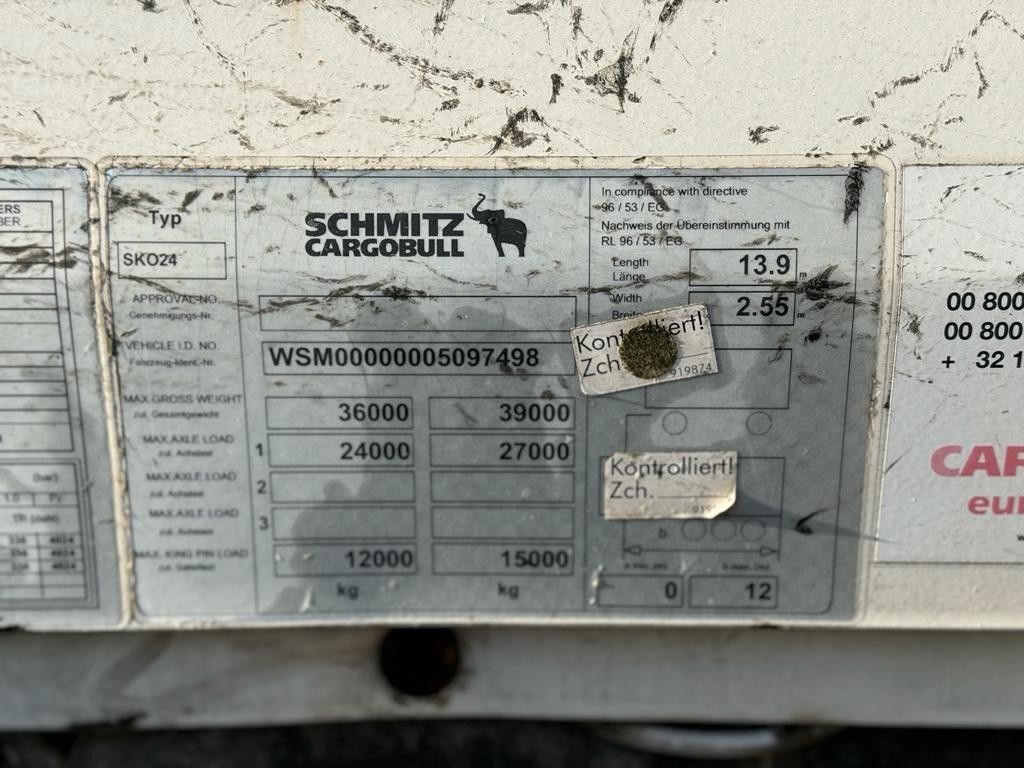 ERS
BER
Typ
SKO24
SCHMITZ
CARGOBULL
In compliance with directive
96 / 53 / EG
Nachweis der Übereinstimmung mit
RL 96 / 53 / EG
Length
Länge
13.9 m
Width
Breite
2.55 m
APPROVAL-NO
Genehmigungs-Nr.
VEHICLE I.D. NO.
Fahrzeug-Ident.-Nr.
WSM00000005097498
Kontrolliert!
Zch.
919874
MAX.GROSS WEIGHT
zul. Gesamtgewicht
36000 39000
MAX.AXLE LOAD
zul. Achslast
1 24000 27000
MAX.AXLE LOAD
zul. Achslast
2
MAX.AXLE LOAD
zul. Achslast
3
MAX. KING PIN LOAD
zul. Sattellast
12000 15000
kg kg
Kontrolliert!
Zch.
919
b
0 12
00 800
00 800
+ 32 1
CAR
eur